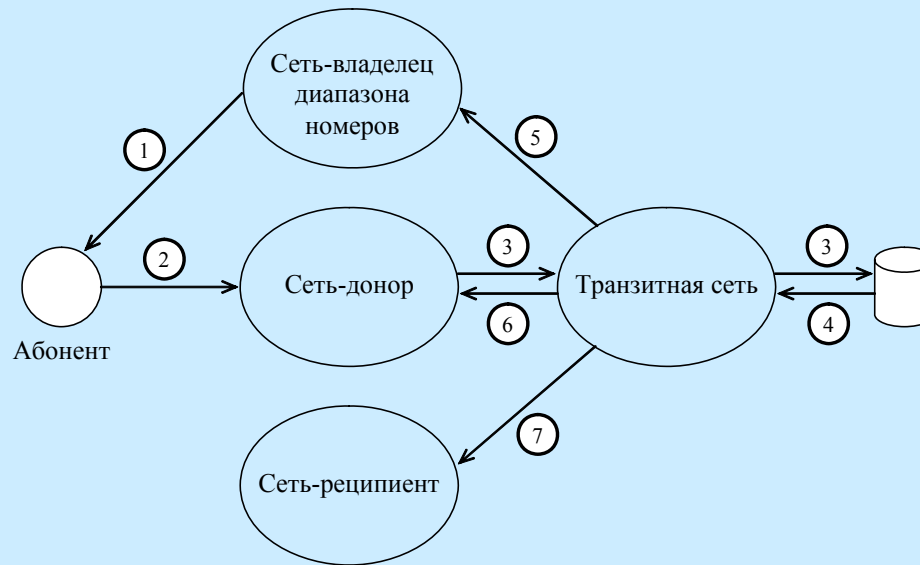 Сеть-владелец
диапазона
номеров
1
5
2
3
3
Сеть-донор
Транзитная сеть
6
4
Абонент
7
Сеть-реципиент